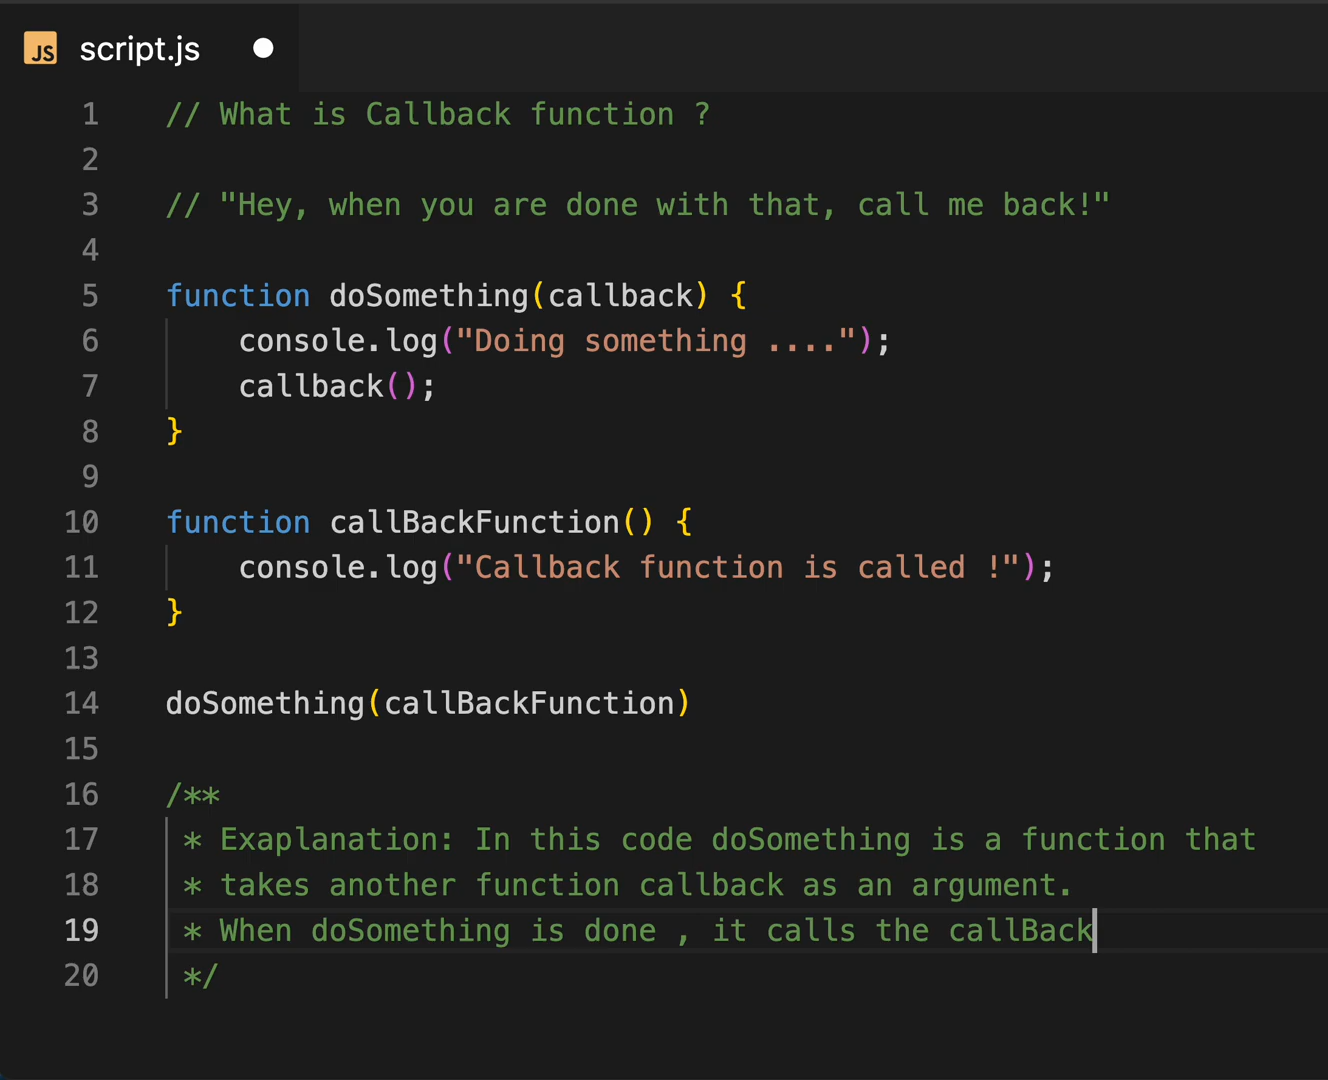 JS script.js
1 // What is Callback function ?
2
3 // "Hey, when you are done with that, call me back!"
4
5 function doSomething(callback) {
6     console.log("Doing something ....");
7     callback();
8 }
9
10 function callBackFunction() {
11     console.log("Callback function is called !");
12 }
13
14 doSomething(callBackFunction)
15
16 /**
17  * Exaplanation: In this code doSomething is a function that
18  * takes another function callback as an argument.
19  * When doSomething is done , it calls the callBack
20  */